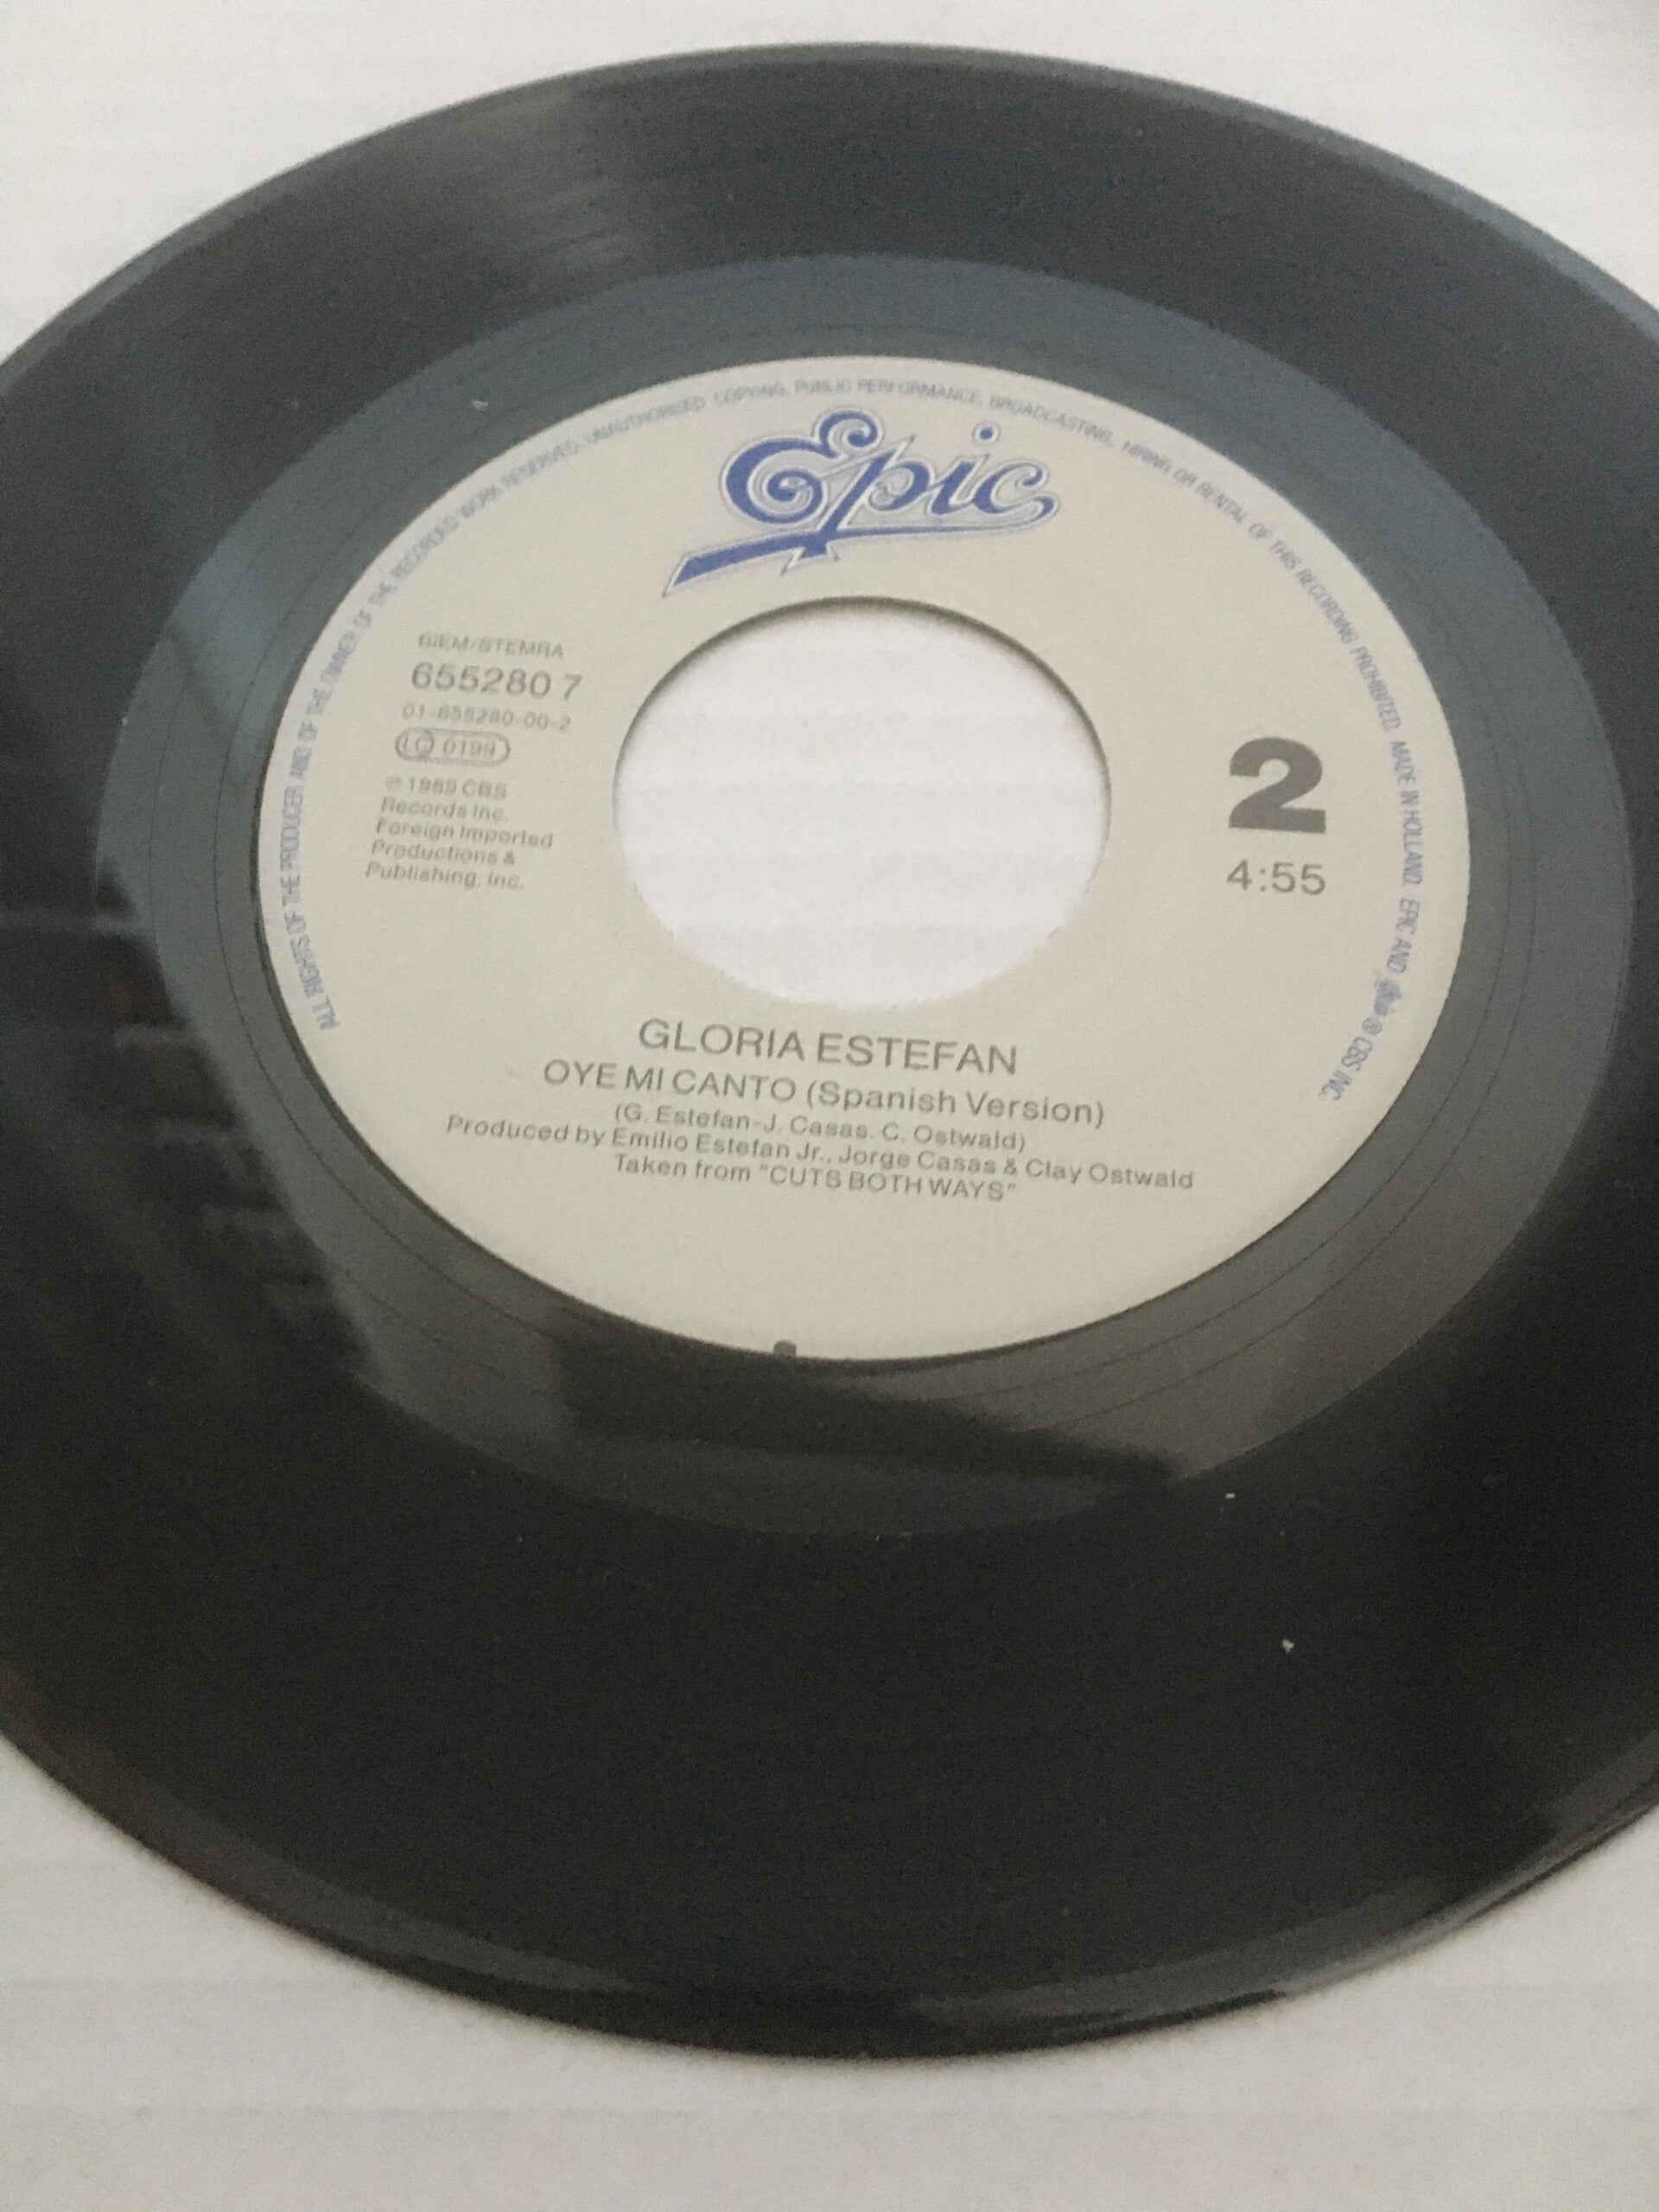 ALL RIGHTS OF THE PRODUCER AND OF THE OWNER OF THE RECORDED WORK RESERVED. UNAUTHORISED COPYING, PUBLIC PERFORMANCE, BROADCASTING, HIRING OR RENTAL OF THIS RECORDING PROHIBITED. MADE IN HOLLAND. EPIC AND Epic ® CBS INC.
Epic
BIEM/STEMRA
655280 7
01-655280-00-2
LC 0199
℗ 1989 CBS
Records Inc.
Foreign Imported
Productions &
Publishing, Inc.
2
4:55
GLORIA ESTEFAN
OYE MI CANTO (Spanish Version)
(G. Estefan-J. Casas. C. Ostwald)
Produced by Emilio Estefan Jr., Jorge Casas & Clay Ostwald
Taken from "CUTS BOTH WAYS"